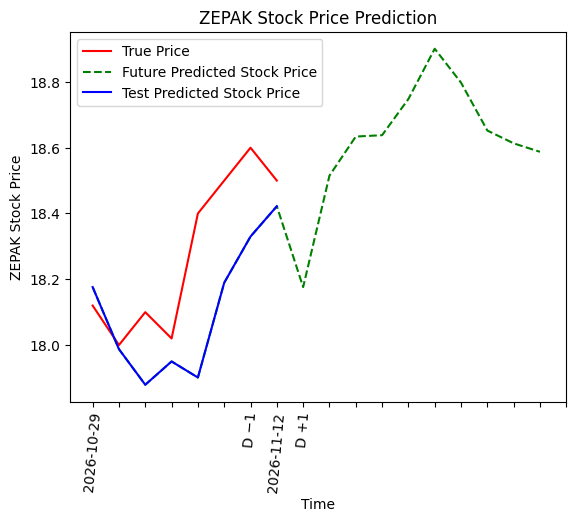 ZEPAK Stock Price Prediction
True Price
Future Predicted Stock Price
Test Predicted Stock Price
ZEPAK Stock Price
18.8
18.6
18.4
18.2
18.0
2026-10-29
D −1
2026-11-12
D +1
Time